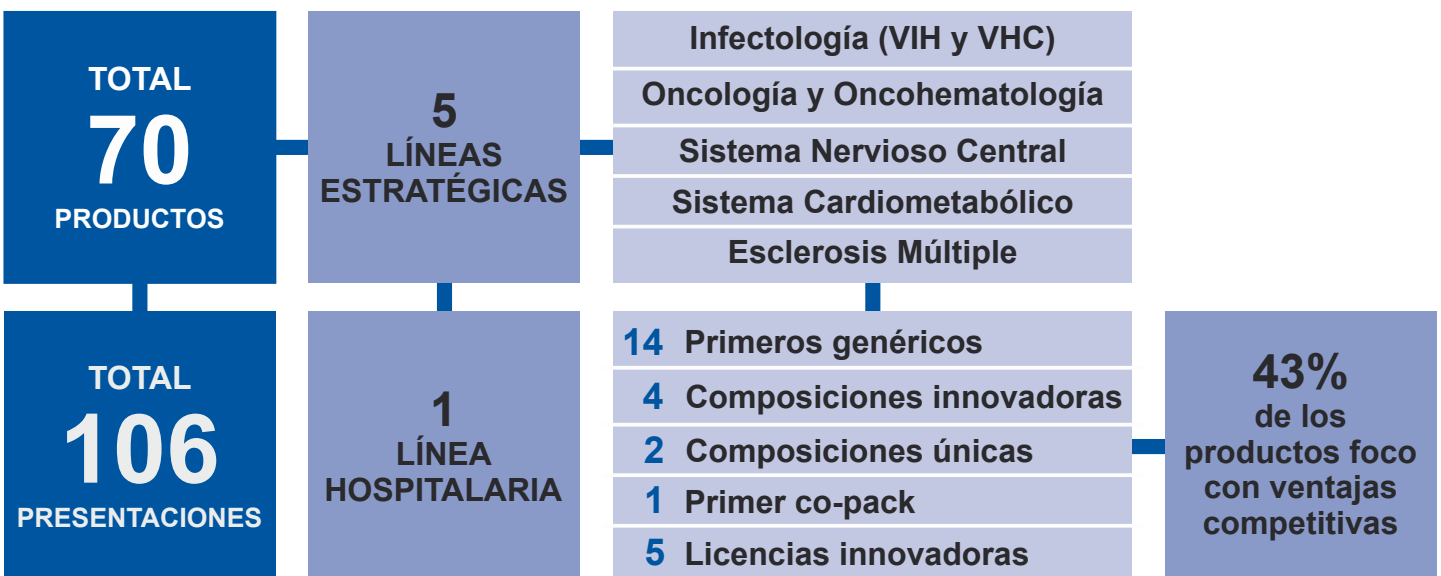 TOTAL
70
PRODUCTOS
5
LÍNEAS
ESTRATÉGICAS
Infectología (VIH y VHC)
Oncología y Oncohematología
Sistema Nervioso Central
Sistema Cardiometabólico
Esclerosis Múltiple
TOTAL
106
PRESENTACIONES
1
LÍNEA
HOSPITALARIA
14 Primeros genéricos
4 Composiciones innovadoras
2 Composiciones únicas
1 Primer co-pack
5 Licencias innovadoras
43%
de los
productos foco
con ventajas
competitivas